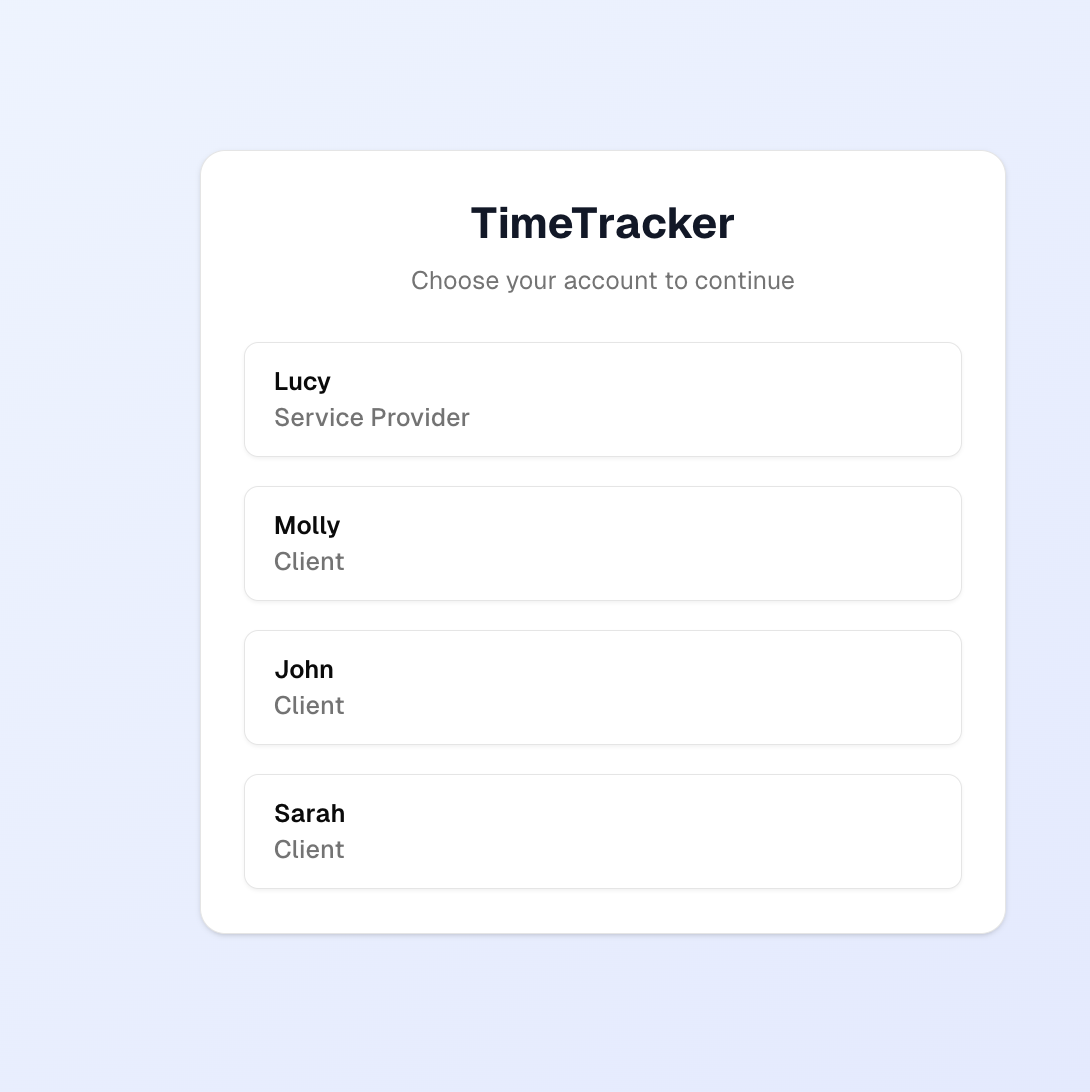 TimeTracker
Choose your account to continue
Lucy
Service Provider
Molly
Client
John
Client
Sarah
Client